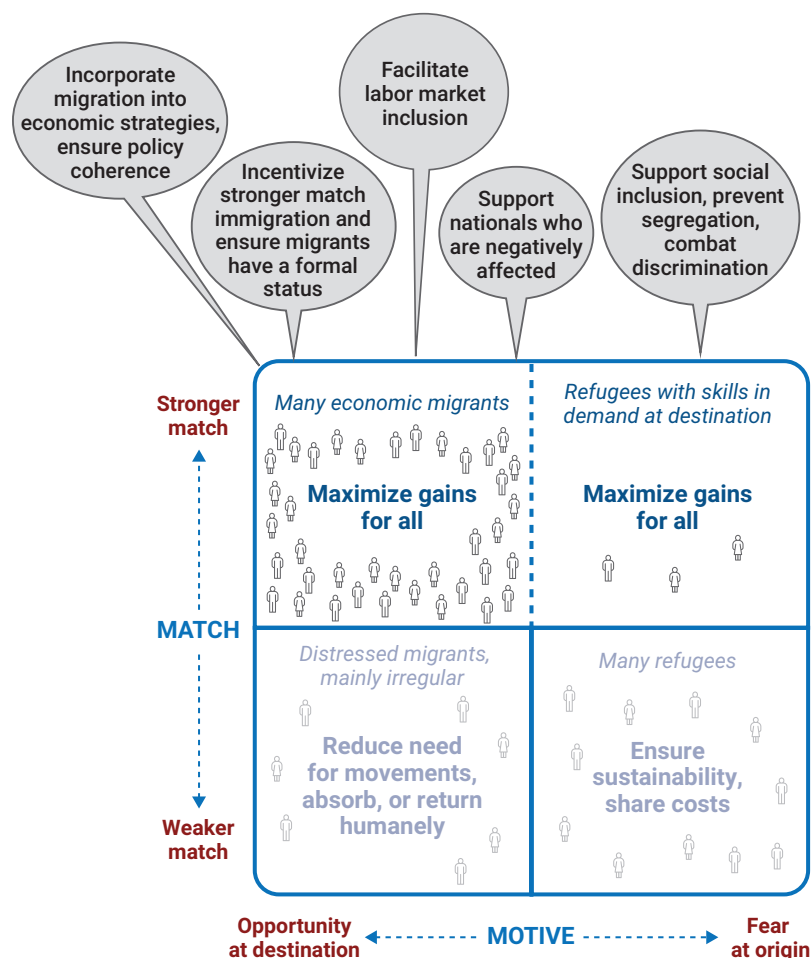 Incorporate
migration into
economic strategies,
ensure policy
coherence
Incentivize
stronger match
immigration and
ensure migrants
have a formal
status
Facilitate
labor market
inclusion
Support
nationals who
are negatively
affected
Support social
inclusion, prevent
segregation,
combat
discrimination
Stronger
match
MATCH
Weaker
match
Many economic migrants
Maximize gains
for all
Refugees with skills in
demand at destination
Maximize gains
for all
Distressed migrants,
mainly irregular
Reduce need
for movements,
absorb, or return
humanely
Many refugees
Ensure
sustainability,
share costs
Opportunity
at destination
MOTIVE
Fear
at origin